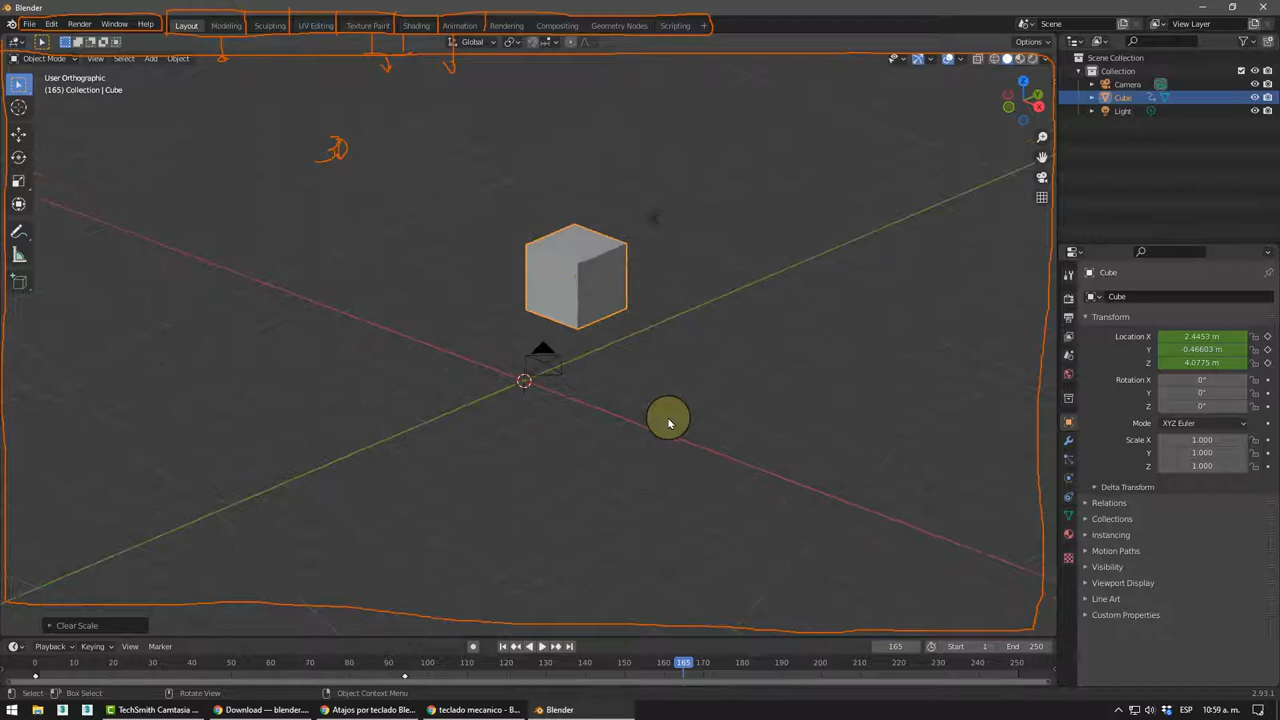 Blender
File Edit Render Window Help Layout Modeling Sculpting UV Editing Texture Paint Shading Animation Rendering Compositing Geometry Nodes Scripting + Scene View Layer
Global Options
Object Mode View Select Add Object
User Orthographic
(165) Collection | Cube
3D
Z
Y
X
Scene Collection
Collection
Camera
Cube
Light
Cube
Cube
Transform
Location X 2.4453 m
Y -0.46603 m
Z 4.0775 m
Rotation X 0°
Y 0°
Z 0°
Mode XYZ Euler
Scale X 1.000
Y 1.000
Z 1.000
Delta Transform
Relations
Collections
Instancing
Motion Paths
Visibility
Viewport Display
Line Art
Custom Properties
Clear Scale
Playback Keying View Marker 165 Start 1 End 250
0 10 20 30 40 50 60 70 80 90 100 110 120 130 140 150 160 165 170 180 190 200 210 220 230 240 250
Select Box Select Rotate View Object Context Menu 2.93.1
TechSmith Camtasia ... Download — blender.... Atajos por teclado Ble... teclado mecanico - B... Blender ESP 10:59 a. m.